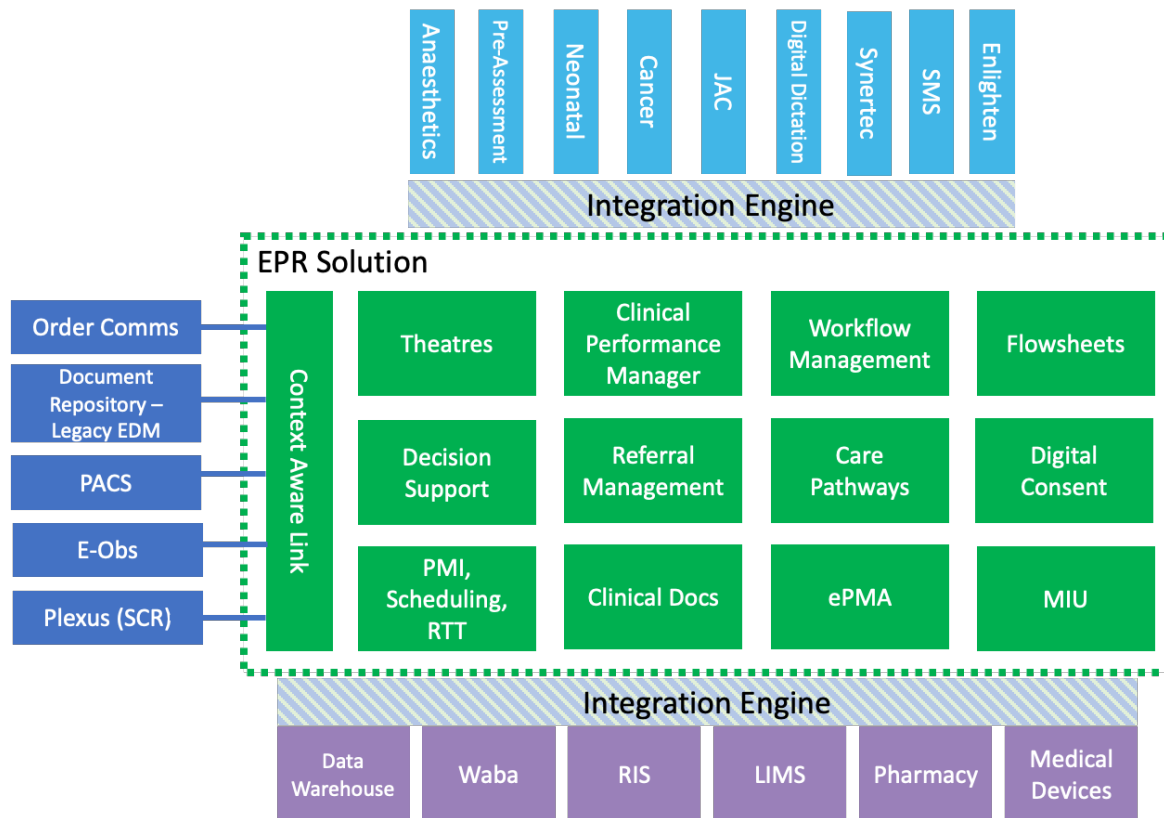 Anaesthetics
Pre-Assessment
Neonatal
Cancer
JAC
Digital Dictation
Synertec
SMS
Enlighten
Integration Engine
EPR Solution
Order Comms
Document
Repository –
Legacy EDM
PACS
E-Obs
Plexus (SCR)
Context Aware Link
Theatres
Clinical
Performance
Manager
Workflow
Management
Flowsheets
Decision
Support
Referral
Management
Care
Pathways
Digital
Consent
PMI,
Scheduling,
RTT
Clinical Docs
ePMA
MIU
Integration Engine
Data
Warehouse
Waba
RIS
LIMS
Pharmacy
Medical
Devices